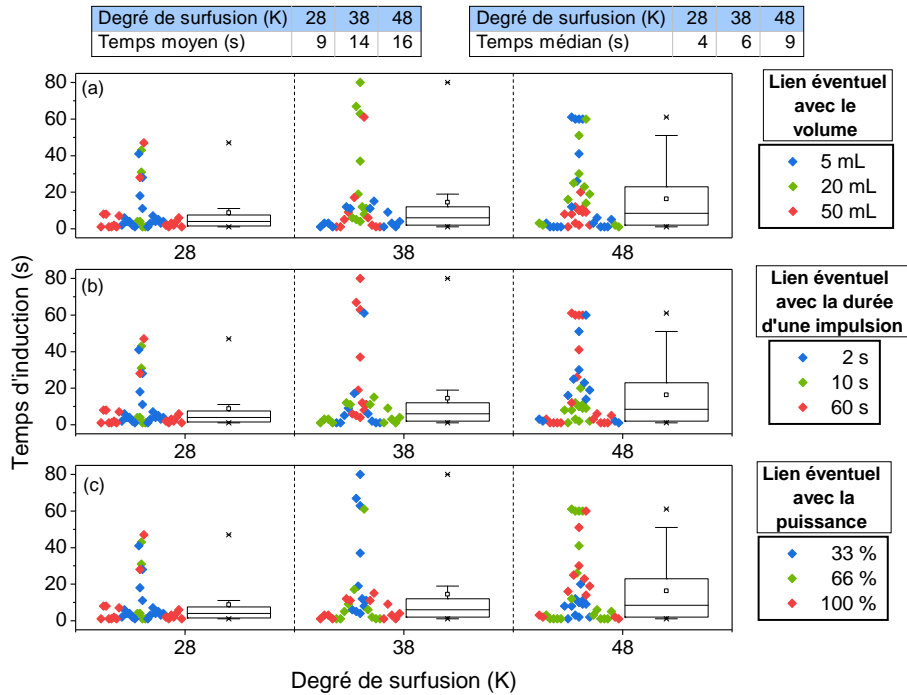 Degré de surfusion (K) 28 38 48
Temps moyen (s) 9 14 16
Degré de surfusion (K) 28 38 48
Temps médian (s) 4 6 9
Temps d'induction (s)
(a)
80
60
40
20
0
28 38 48
Lien éventuel
avec le
volume
5 mL
20 mL
50 mL
(b)
80
60
40
20
0
28 38 48
Lien éventuel
avec la durée
d'une impulsion
2 s
10 s
60 s
(c)
80
60
40
20
0
28 38 48
Lien éventuel
avec la
puissance
33 %
66 %
100 %
Degré de surfusion (K)